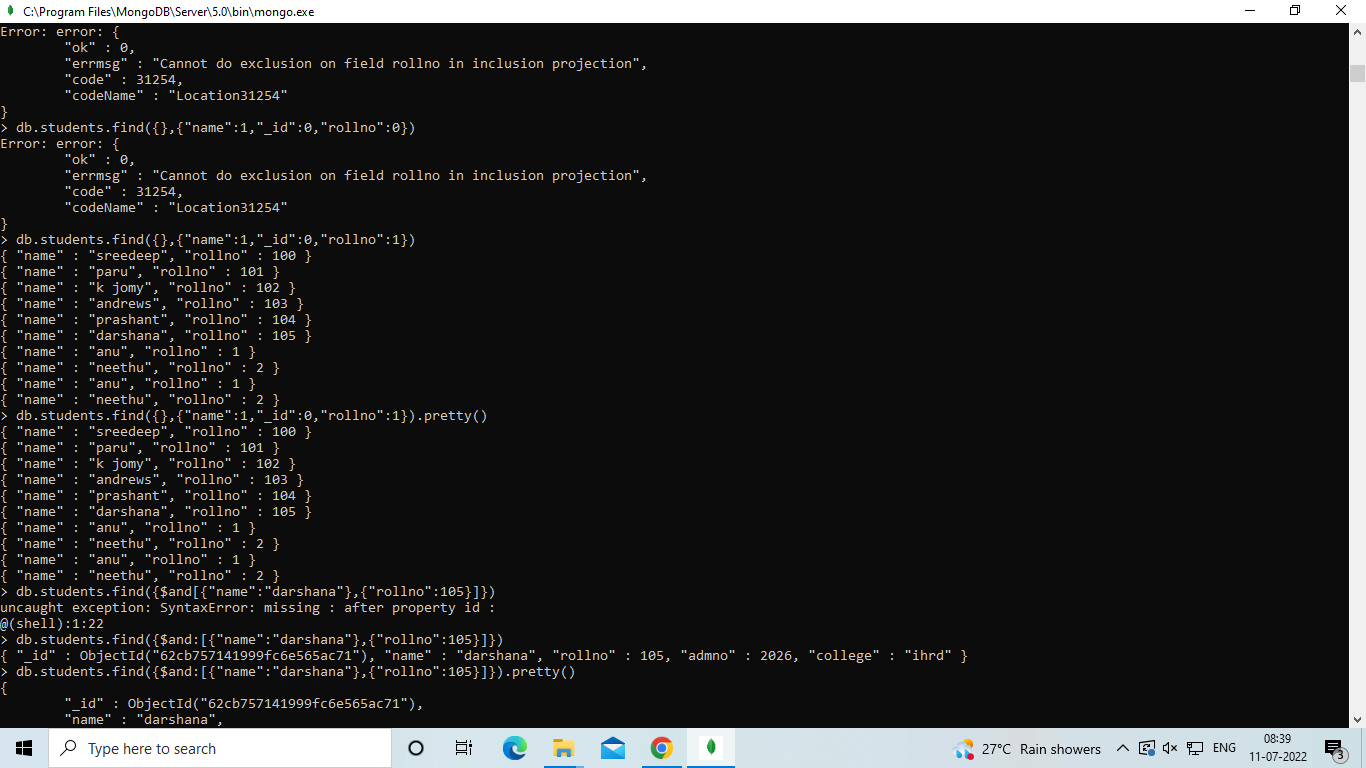 C:\Program Files\MongoDB\Server\5.0\bin\mongo.exe
Error: error: {
"ok" : 0,
"errmsg" : "Cannot do exclusion on field rollno in inclusion projection",
"code" : 31254,
"codeName" : "Location31254"
}
> db.students.find({},{"name":1,"_id":0,"rollno":0})
Error: error: {
"ok" : 0,
"errmsg" : "Cannot do exclusion on field rollno in inclusion projection",
"code" : 31254,
"codeName" : "Location31254"
}
> db.students.find({},{"name":1,"_id":0,"rollno":1})
{ "name" : "sreedeep", "rollno" : 100 }
{ "name" : "paru", "rollno" : 101 }
{ "name" : "k jomy", "rollno" : 102 }
{ "name" : "andrews", "rollno" : 103 }
{ "name" : "prashant", "rollno" : 104 }
{ "name" : "darshana", "rollno" : 105 }
{ "name" : "anu", "rollno" : 1 }
{ "name" : "neethu", "rollno" : 2 }
{ "name" : "anu", "rollno" : 1 }
{ "name" : "neethu", "rollno" : 2 }
> db.students.find({},{"name":1,"_id":0,"rollno":1}).pretty()
{ "name" : "sreedeep", "rollno" : 100 }
{ "name" : "paru", "rollno" : 101 }
{ "name" : "k jomy", "rollno" : 102 }
{ "name" : "andrews", "rollno" : 103 }
{ "name" : "prashant", "rollno" : 104 }
{ "name" : "darshana", "rollno" : 105 }
{ "name" : "anu", "rollno" : 1 }
{ "name" : "neethu", "rollno" : 2 }
{ "name" : "anu", "rollno" : 1 }
{ "name" : "neethu", "rollno" : 2 }
> db.students.find({$and[{"name":"darshana"},{"rollno":105}]})
uncaught exception: SyntaxError: missing : after property id :
@(shell):1:22
> db.students.find({$and:[{"name":"darshana"},{"rollno":105}]})
{ "_id" : ObjectId("62cb757141999fc6e565ac71"), "name" : "darshana", "rollno" : 105, "admno" : 2026, "college" : "ihrd" }
> db.students.find({$and:[{"name":"darshana"},{"rollno":105}]}).pretty()
{
"_id" : ObjectId("62cb757141999fc6e565ac71"),
"name" : "darshana",
Type here to search
27°C Rain showers
ENG
08:39
11-07-2022
3